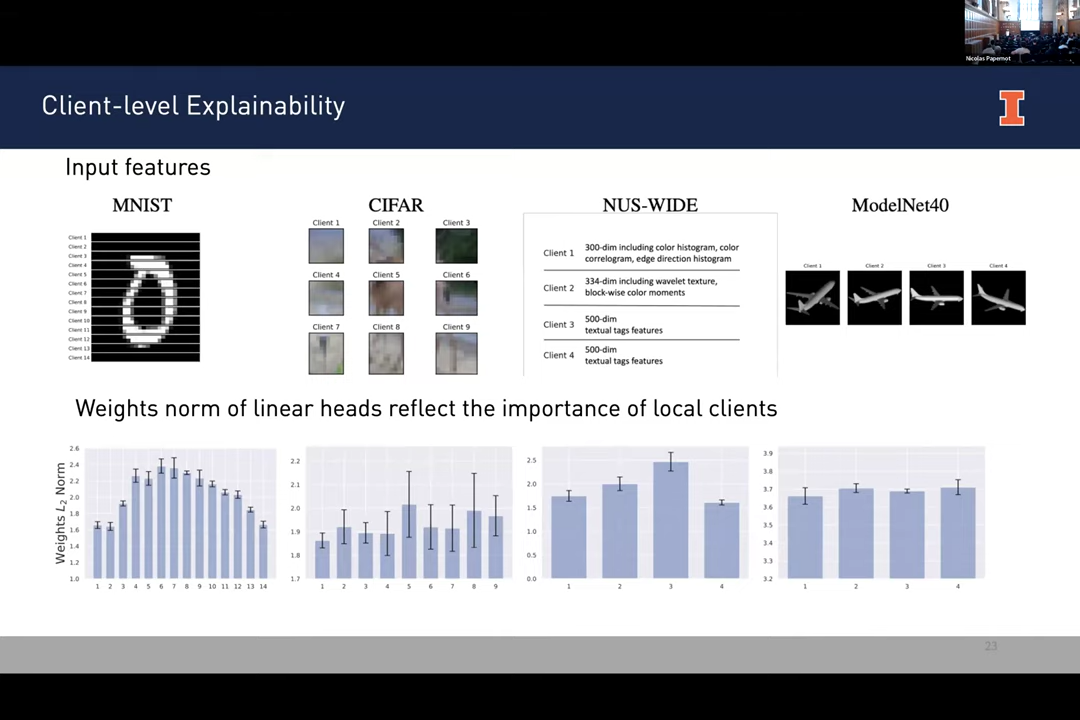 Nicolas Papernot
Client-level Explainability
I
Input features
MNIST
Client 1
Client 2
Client 3
Client 4
Client 5
Client 6
Client 7
Client 8
Client 9
Client 10
Client 11
Client 12
Client 13
Client 14
CIFAR
Client 1 Client 2 Client 3
Client 4 Client 5 Client 6
Client 7 Client 8 Client 9
NUS-WIDE
Client 1 300-dim including color histogram, color
correlogram, edge direction histogram
Client 2 334-dim including wavelet texture,
block-wise color moments
Client 3 500-dim
textual tags features
Client 4 500-dim
textual tags features
ModelNet40
Client 1 Client 2 Client 3 Client 4
Weights norm of linear heads reflect the importance of local clients
Weights L2 Norm
2.6
2.4
2.2
2.0
1.8
1.6
1.4
1.2
1.0
1 2 3 4 5 6 7 8 9 10 11 12 13 14
2.2
2.1
2.0
1.9
1.8
1.7
1 2 3 4 5 6 7 8 9
2.5
2.0
1.5
1.0
0.5
0.0
1 2 3 4
3.9
3.8
3.7
3.6
3.5
3.4
3.3
3.2
1 2 3 4
23